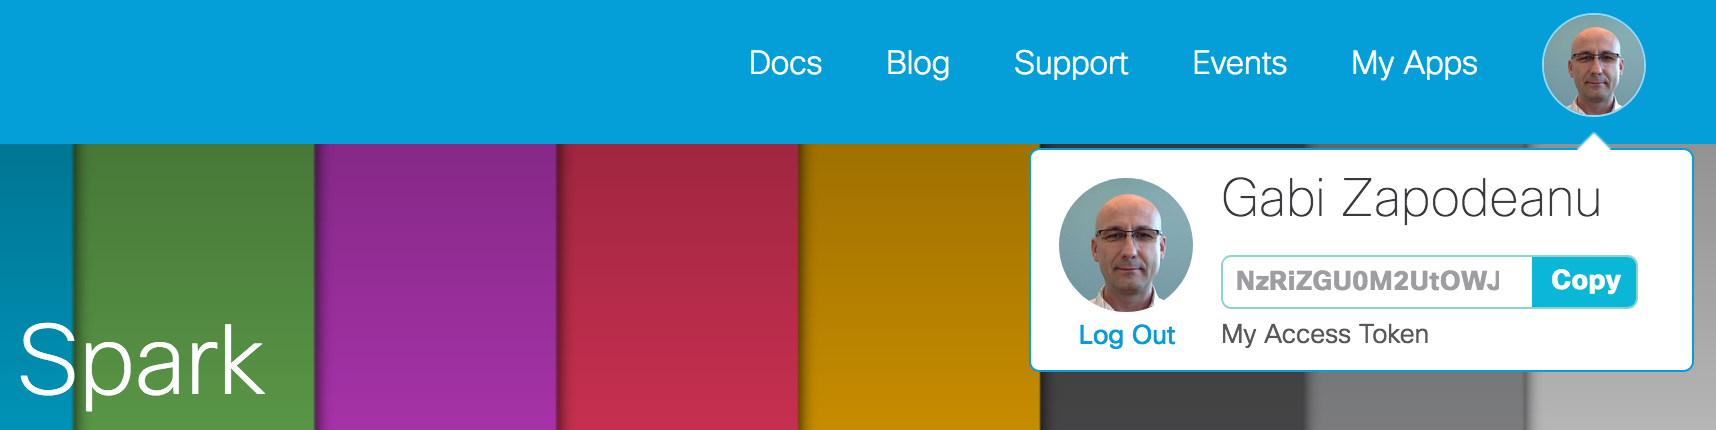 Docs Blog Support Events My Apps
Gabi Zapodeanu
NzRiZGU0M2UtOWJ Copy
Log Out My Access Token
Spark